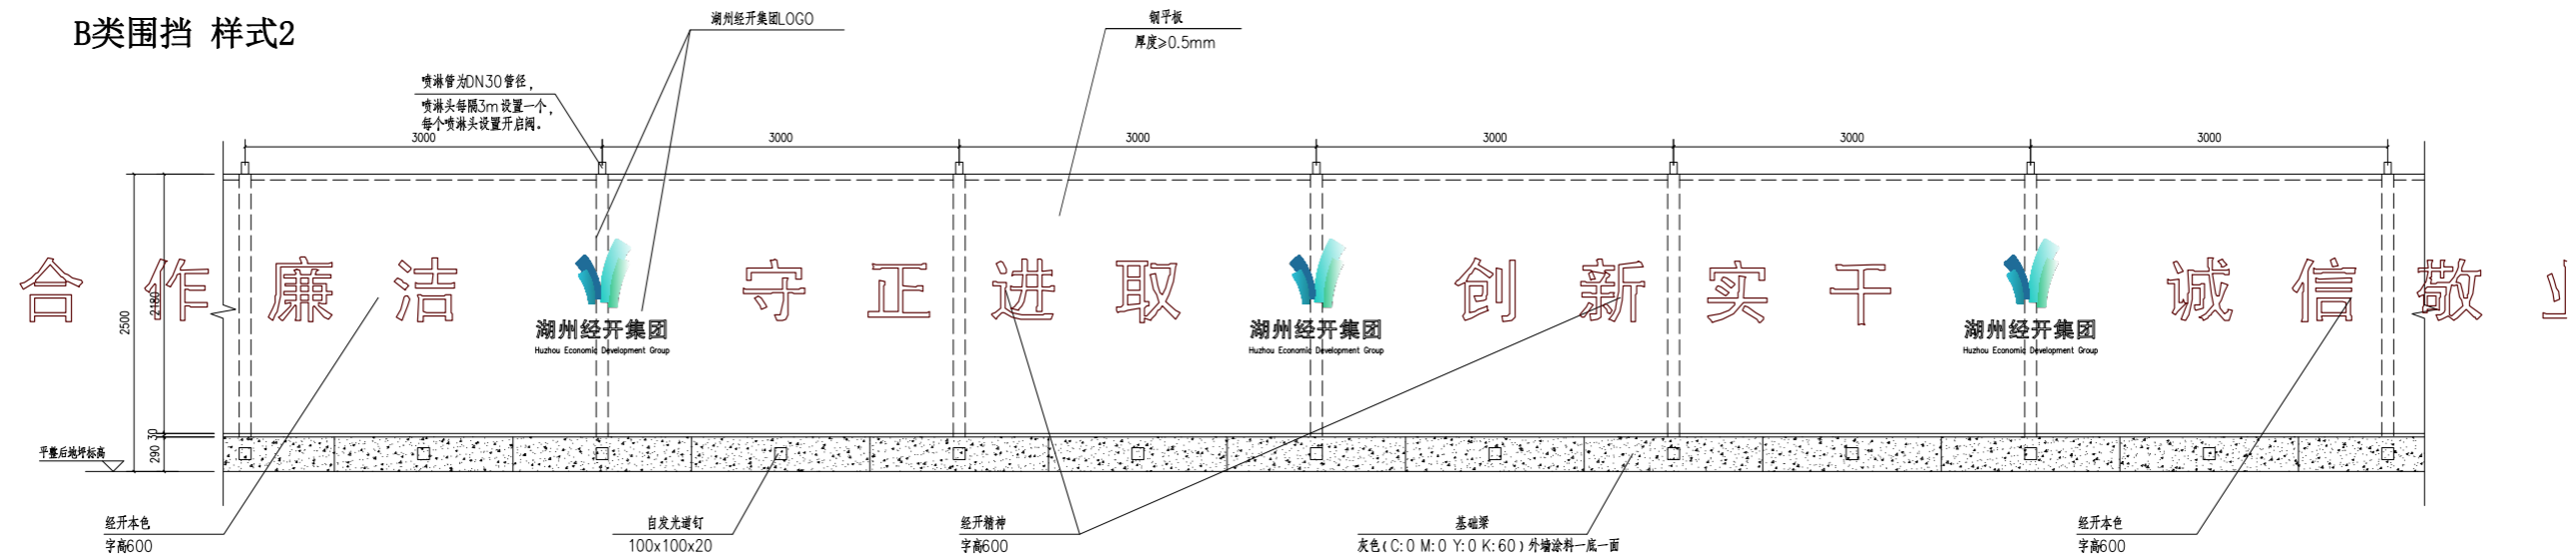 B类围挡 样式2
湖州经开集团LOGO
钢平板
厚度≥0.5mm
喷淋管为DN30管径，
喷淋头每隔3m设置一个，
每个喷淋头设置开启阀。
3000 3000 3000 3000 3000 3000
合作廉洁 守正进取 创新实干 诚信敬业
湖州经开集团 湖州经开集团 湖州经开集团
Huzhou Economic Development Group Huzhou Economic Development Group Huzhou Economic Development Group
2500
2180
30
290
平整后地坪标高
经开本色
字高600
自发光道钉
100x100x20
经开精神
字高600
基础梁
灰色(C:0 M:0 Y:0 K:60)外墙涂料一底一面
经开本色
字高600